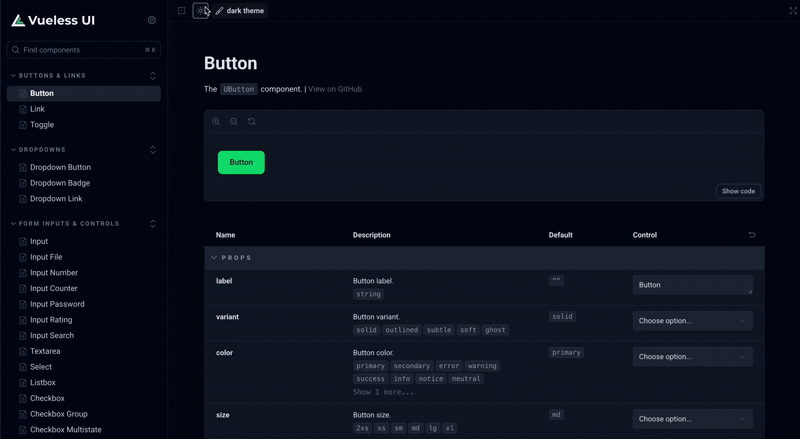 Vueless UI
dark theme
Find components
⌘ K
BUTTONS & LINKS
Button
Link
Toggle
DROPDOWNS
Dropdown Button
Dropdown Badge
Dropdown Link
FORM INPUTS & CONTROLS
Input
Input File
Input Number
Input Counter
Input Password
Input Rating
Input Search
Textarea
Select
Listbox
Checkbox
Checkbox Group
Checkbox Multistate
Button
The UButton component. | View on GitHub
Button
Show code
Name Description Default Control
PROPS
label Button label. "" Button
string
variant Button variant. solid Choose option...
solid outlined subtle soft ghost
color Button color. primary Choose option...
primary secondary error warning
success info notice neutral
Show 1 more...
size Button size. md Choose option...
2xs xs sm md lg xl